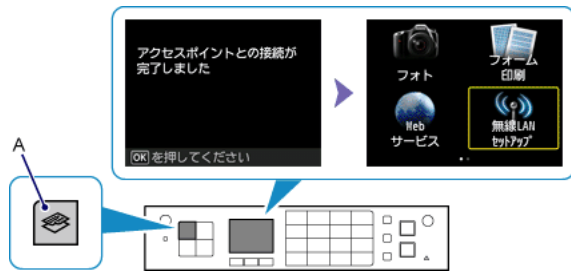 アクセスポイントとの接続が
完了しました
OKを押してください
フォト
フォーム
印刷
Web
サービス
無線LAN
セットアップ
A